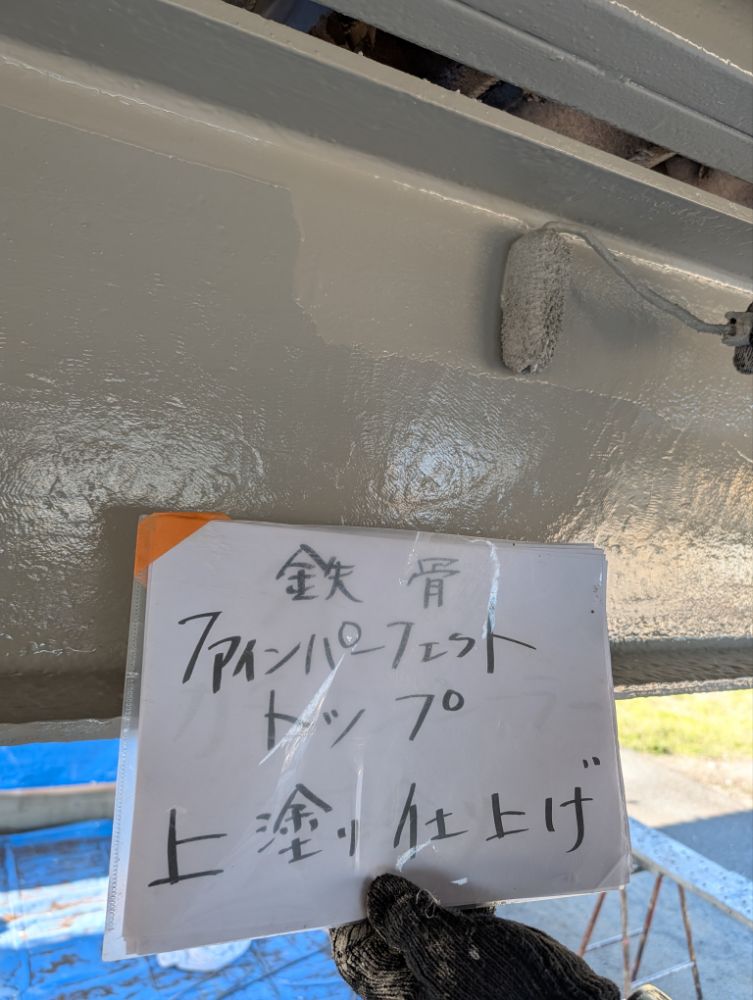 鉄骨
ファインパーフェクト
トップ
上塗り仕上げ